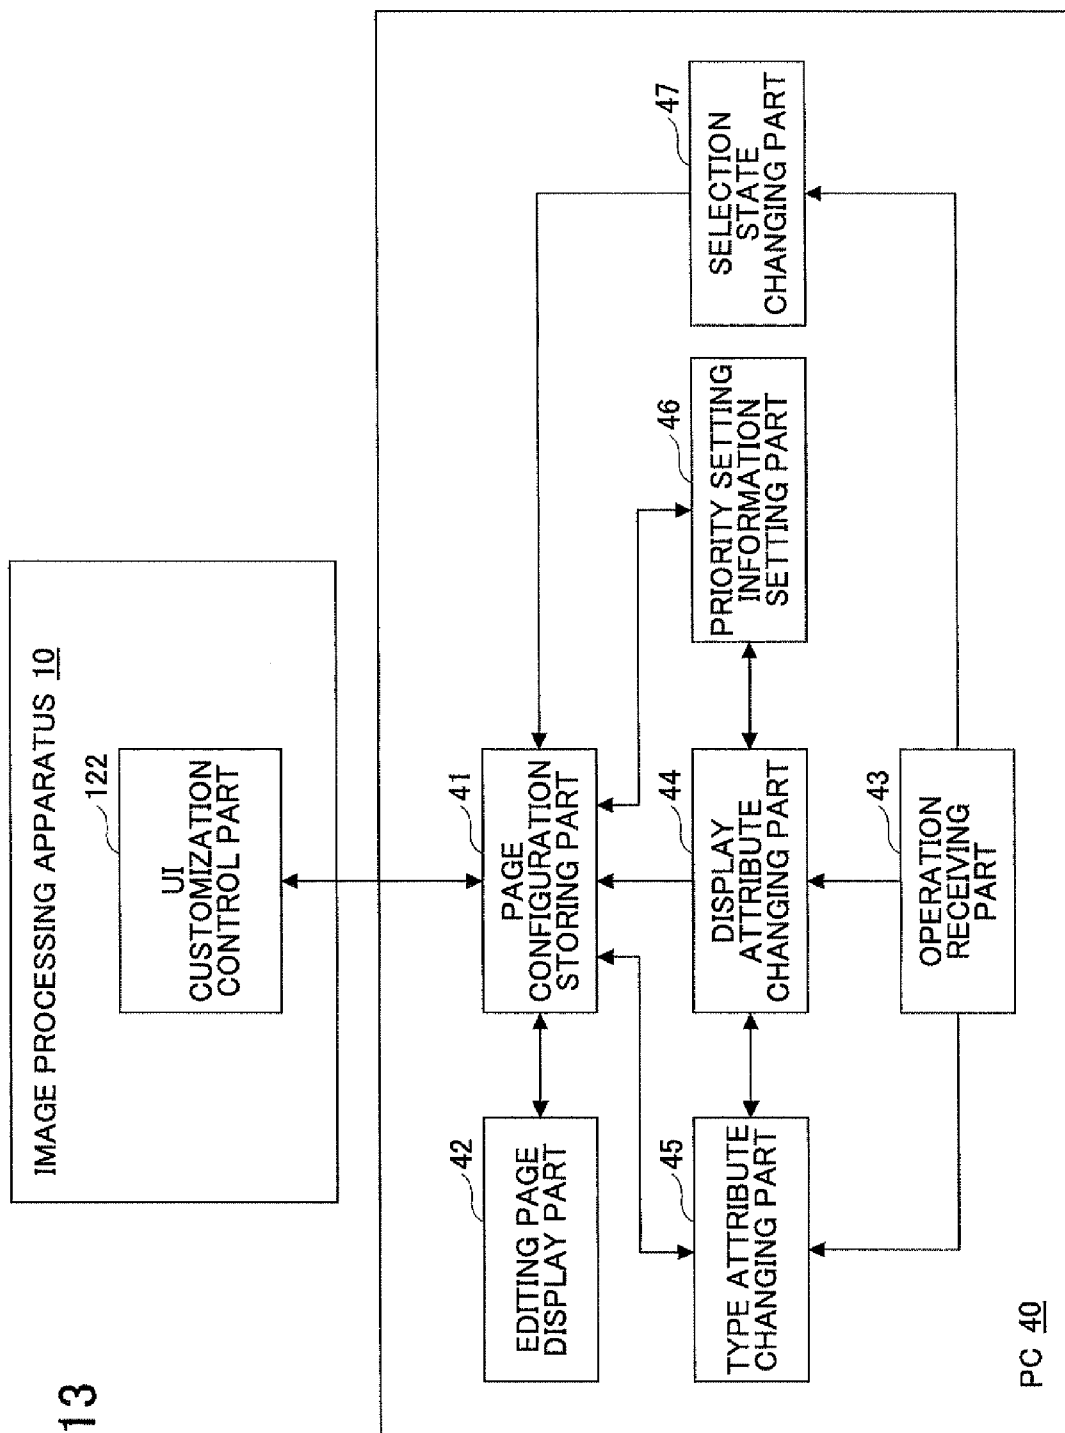 13
IMAGE PROCESSING APPARATUS 10
122
UI
CUSTOMIZATION
CONTROL PART
42
EDITING PAGE
DISPLAY PART
41
PAGE
CONFIGURATION
STORING PART
45
TYPE ATTRIBUTE
CHANGING PART
44
DISPLAY
ATTRIBUTE
CHANGING PART
46
PRIORITY SETTING
INFORMATION
SETTING PART
47
SELECTION
STATE
CHANGING PART
43
OPERATION
RECEIVING
PART
PC 40